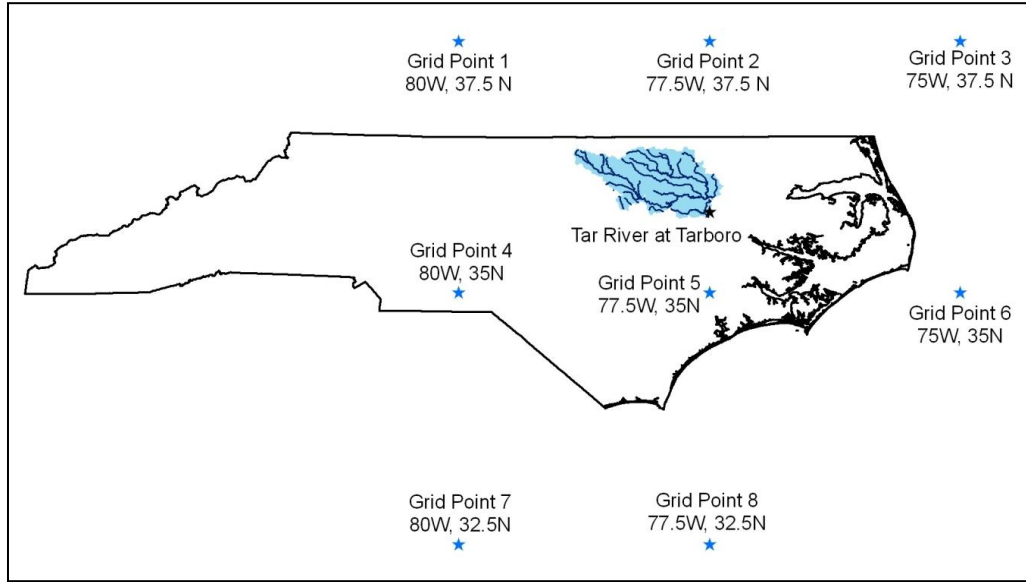 Grid Point 1
80W, 37.5 N
Grid Point 2
77.5W, 37.5 N
Grid Point 3
75W, 37.5 N
Tar River at Tarboro
Grid Point 4
80W, 35N
Grid Point 5
77.5W, 35N
Grid Point 6
75W, 35N
Grid Point 7
80W, 32.5N
Grid Point 8
77.5W, 32.5N